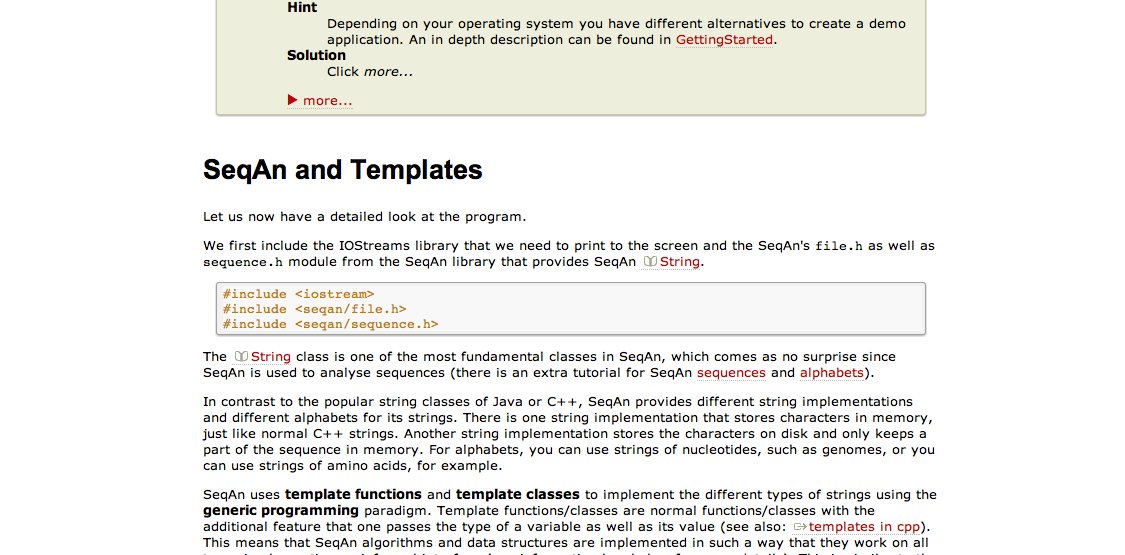 Hint
Depending on your operating system you have different alternatives to create a demo
application. An in depth description can be found in GettingStarted.
Solution
Click more...
more...
SeqAn and Templates
Let us now have a detailed look at the program.
We first include the IOStreams library that we need to print to the screen and the SeqAn's file.h as well as
sequence.h module from the SeqAn library that provides SeqAn String.
#include <iostream>
#include <seqan/file.h>
#include <seqan/sequence.h>
The String class is one of the most fundamental classes in SeqAn, which comes as no surprise since
SeqAn is used to analyse sequences (there is an extra tutorial for SeqAn sequences and alphabets).
In contrast to the popular string classes of Java or C++, SeqAn provides different string implementations
and different alphabets for its strings. There is one string implementation that stores characters in memory,
just like normal C++ strings. Another string implementation stores the characters on disk and only keeps a
part of the sequence in memory. For alphabets, you can use strings of nucleotides, such as genomes, or you
can use strings of amino acids, for example.
SeqAn uses template functions and template classes to implement the different types of strings using the
generic programming paradigm. Template functions/classes are normal functions/classes with the
additional feature that one passes the type of a variable as well as its value (see also: templates in cpp).
This means that SeqAn algorithms and data structures are implemented in such a way that they work on all